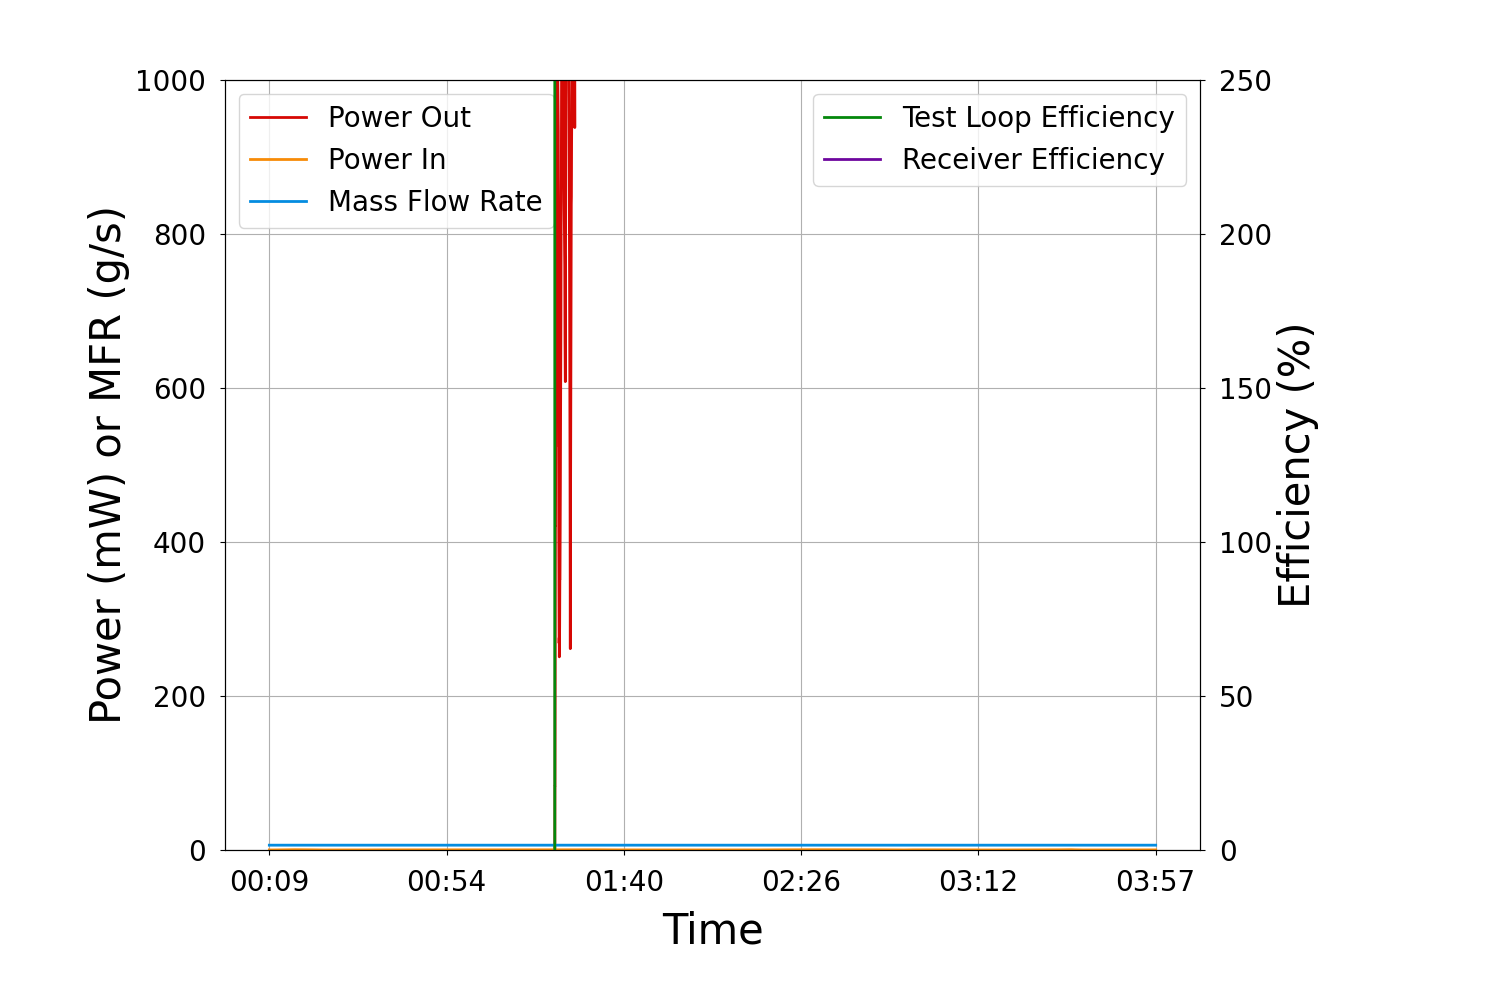 1000
800
600
400
200
0
Power (mW) or MFR (g/s)
Power Out
Power In
Mass Flow Rate
Test Loop Efficiency
Receiver Efficiency
250
200
150
100
50
0
Efficiency (%)
00:09 00:54 01:40 02:26 03:12 03:57
Time